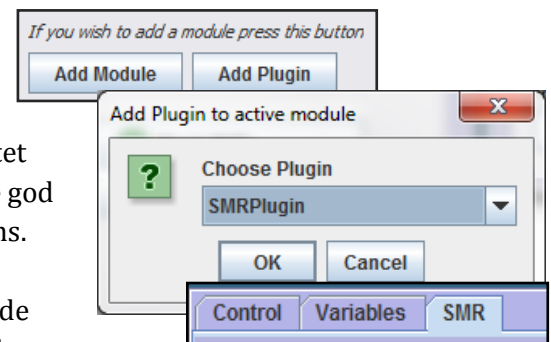 If you wish to add a module press this button
Add Module Add Plugin
Add Plugin to active module
Choose Plugin
SMRPlugin
OK Cancel
Control Variables SMR
god